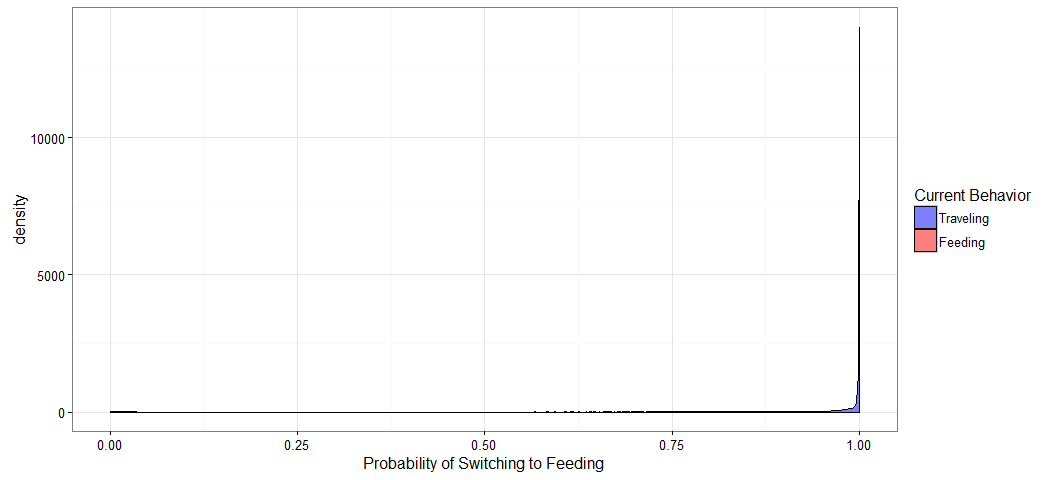 density
10000
5000
0
0.00 0.25 0.50 0.75 1.00
Probability of Switching to Feeding
Current Behavior
Traveling
Feeding